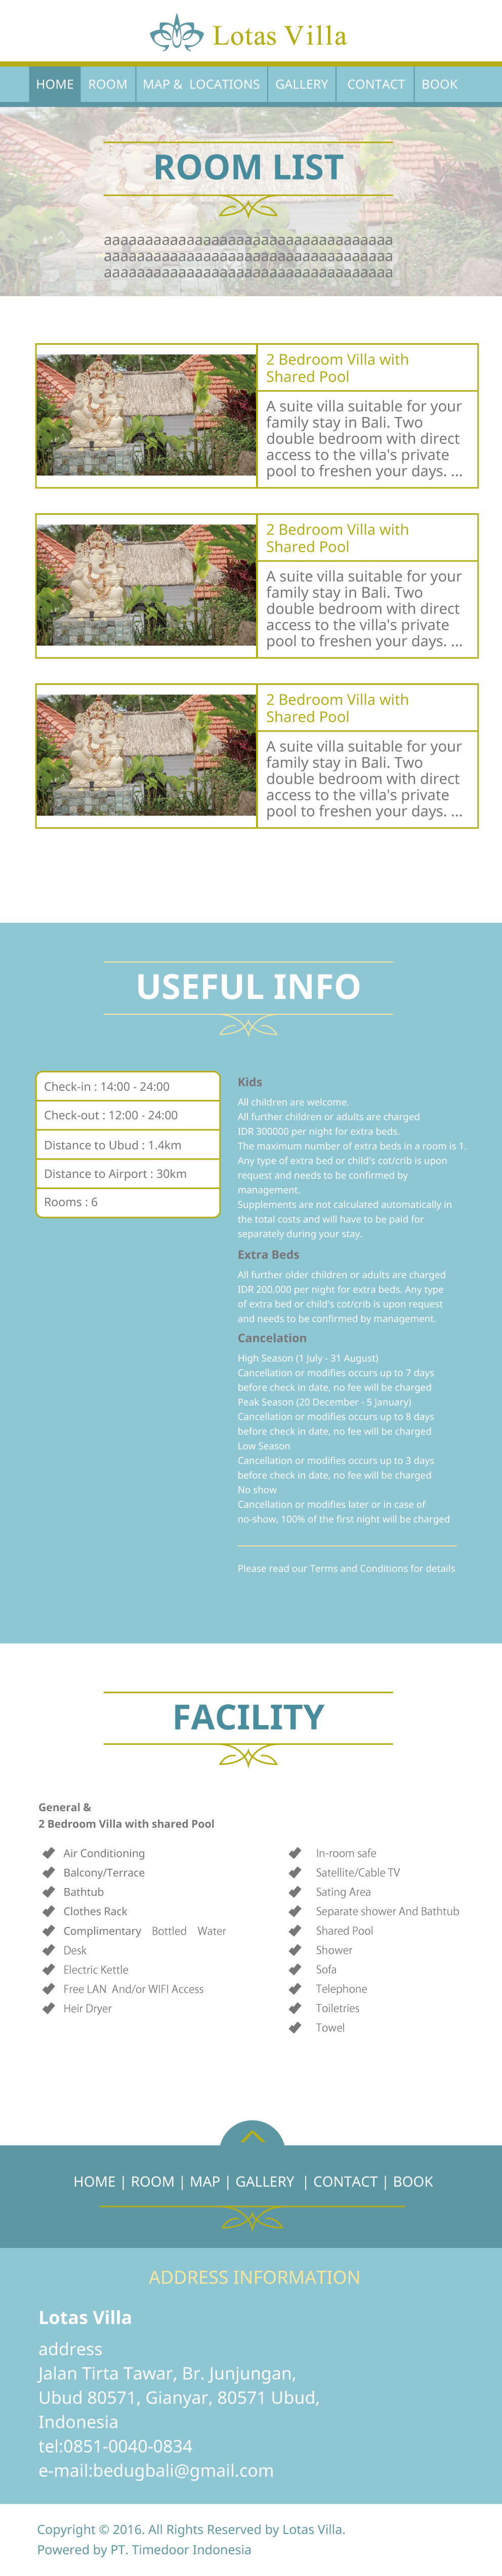 Lotas Villa
HOME ROOM MAP & LOCATIONS GALLERY CONTACT BOOK
ROOM LIST
aaaaaaaaaaaaaaaaaaaaaaaaaaaaaaaaaaa
aaaaaaaaaaaaaaaaaaaaaaaaaaaaaaaaaaa
aaaaaaaaaaaaaaaaaaaaaaaaaaaaaaaaaaa
2 Bedroom Villa with
Shared Pool
A suite villa suitable for your
family stay in Bali. Two
double bedroom with direct
access to the villa's private
pool to freshen your days. ...
2 Bedroom Villa with
Shared Pool
A suite villa suitable for your
family stay in Bali. Two
double bedroom with direct
access to the villa's private
pool to freshen your days. ...
2 Bedroom Villa with
Shared Pool
A suite villa suitable for your
family stay in Bali. Two
double bedroom with direct
access to the villa's private
pool to freshen your days. ...
USEFUL INFO
Check-in : 14:00 - 24:00
Check-out : 12:00 - 24:00
Distance to Ubud : 1.4km
Distance to Airport : 30km
Rooms : 6
Kids
All children are welcome.
All further children or adults are charged
IDR 300000 per night for extra beds.
The maximum number of extra beds in a room is 1.
Any type of extra bed or child's cot/crib is upon
request and needs to be confirmed by
management.
Supplements are not calculated automatically in
the total costs and will have to be paid for
separately during your stay.
Extra Beds
All further older children or adults are charged
IDR 200.000 per night for extra beds. Any type
of extra bed or child's cot/crib is upon request
and needs to be confirmed by management.
Cancelation
High Season (1 July - 31 August)
Cancellation or modifies occurs up to 7 days
before check in date, no fee will be charged
Peak Season (20 December - 5 January)
Cancellation or modifies occurs up to 8 days
before check in date, no fee will be charged
Low Season
Cancellation or modifies occurs up to 3 days
before check in date, no fee will be charged
No show
Cancellation or modifies later or in case of
no-show, 100% of the first night will be charged
Please read our Terms and Conditions for details
FACILITY
General &
2 Bedroom Villa with shared Pool
Air Conditioning
Balcony/Terrace
Bathtub
Clothes Rack
Complimentary Bottled Water
Desk
Electric Kettle
Free LAN And/or WIFI Access
Heir Dryer
In-room safe
Satellite/Cable TV
Sating Area
Separate shower And Bathtub
Shared Pool
Shower
Sofa
Telephone
Toiletries
Towel
HOME | ROOM | MAP | GALLERY | CONTACT | BOOK
ADDRESS INFORMATION
Lotas Villa
address
Jalan Tirta Tawar, Br. Junjungan,
Ubud 80571, Gianyar, 80571 Ubud,
Indonesia
tel:0851-0040-0834
e-mail:bedugbali@gmail.com
Copyright © 2016. All Rights Reserved by Lotas Villa.
Powered by PT. Timedoor Indonesia